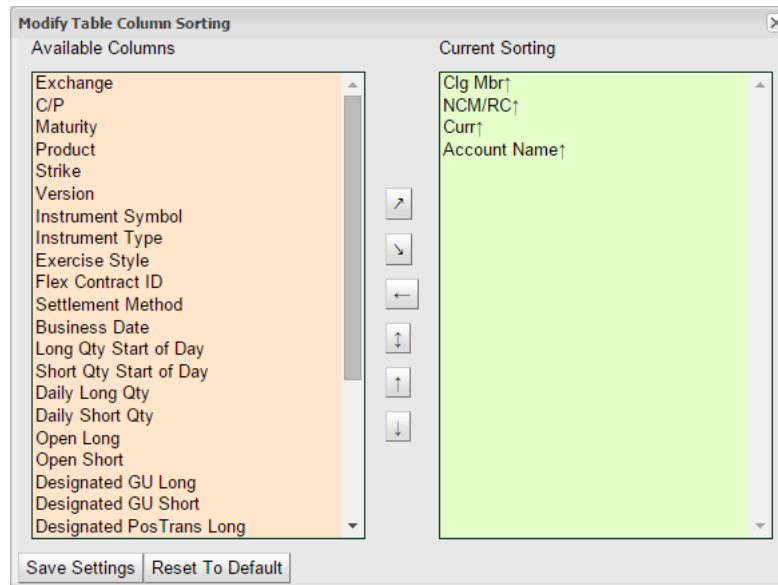 Modify Table Column Sorting
Available Columns
Exchange
C/P
Maturity
Product
Strike
Version
Instrument Symbol
Instrument Type
Exercise Style
Flex Contract ID
Settlement Method
Business Date
Long Qty Start of Day
Short Qty Start of Day
Daily Long Qty
Daily Short Qty
Open Long
Open Short
Designated GU Long
Designated GU Short
Designated PosTrans Long
Current Sorting
Clg Mbr↑
NCM/RC↑
Curr↑
Account Name↑
Save Settings
Reset To Default